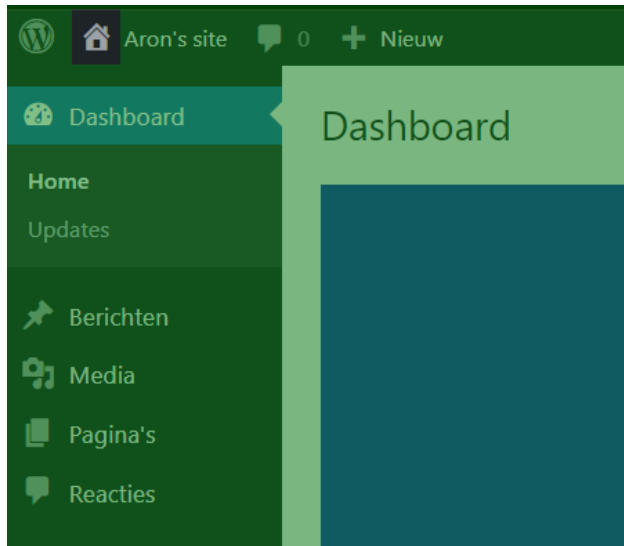 Aron's site 0 Nieuw
Dashboard
Dashboard
Home
Updates
Berichten
Media
Pagina's
Reacties